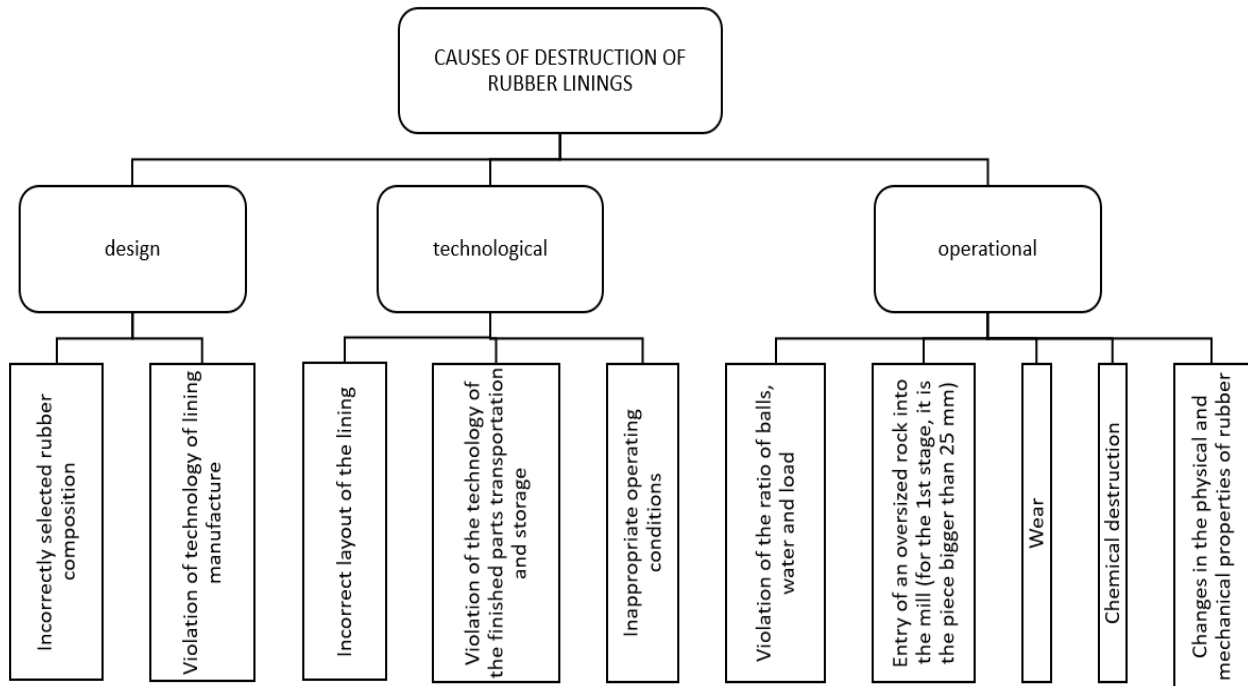 CAUSES OF DESTRUCTION OF
RUBBER LININGS
design
technological
operational
Incorrectly selected rubber
composition
Violation of technology of lining
manufacture
Incorrect layout of the lining
Violation of the technology of
the finished parts transportation
and storage
Inappropriate operating
conditions
Violation of the ratio of balls,
water and load
Entry of an oversized rock into
the mill (for the 1st stage, it is
the piece bigger than 25 mm)
Wear
Chemical destruction
Changes in the physical and
mechanical properties of rubber